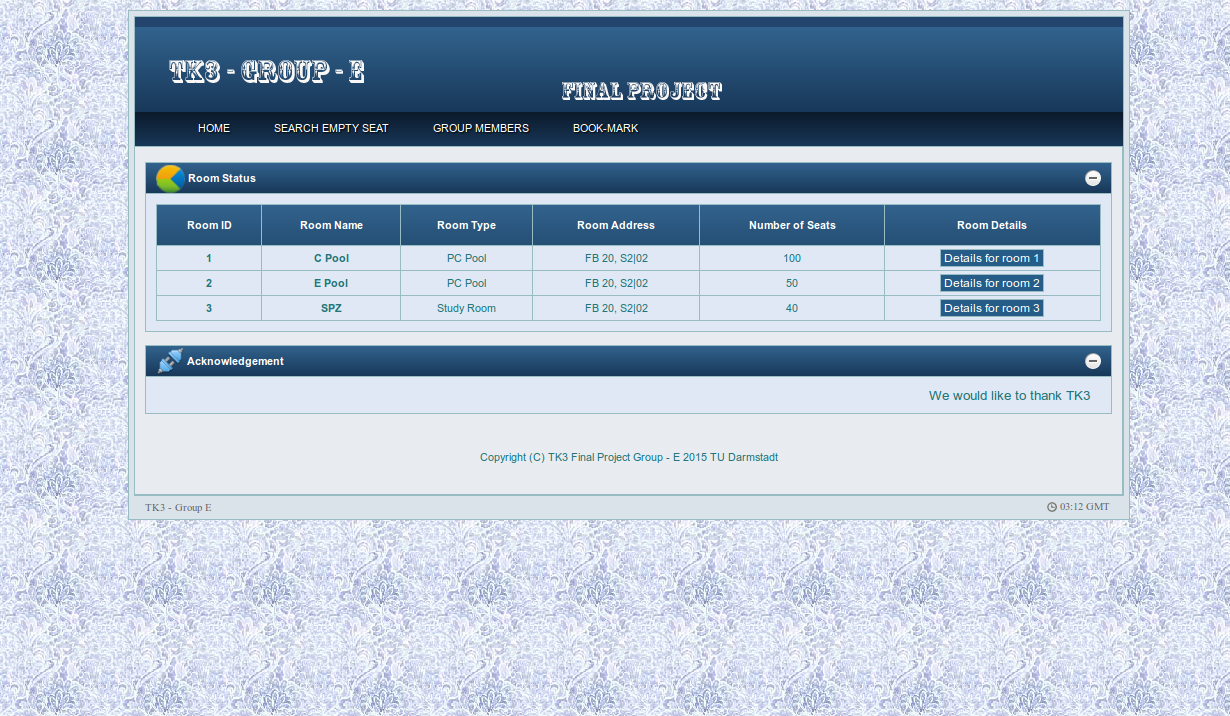 TK3 - GROUP - E
FINAL PROJECT
HOME SEARCH EMPTY SEAT GROUP MEMBERS BOOK-MARK
Room Status
Room ID Room Name Room Type Room Address Number of Seats Room Details
1 C Pool PC Pool FB 20, S2|02 100 Details for room 1
2 E Pool PC Pool FB 20, S2|02 50 Details for room 2
3 SPZ Study Room FB 20, S2|02 40 Details for room 3
Acknowledgement
We would like to thank TK3
Copyright (C) TK3 Final Project Group - E 2015 TU Darmstadt
TK3 - Group E 03:12 GMT